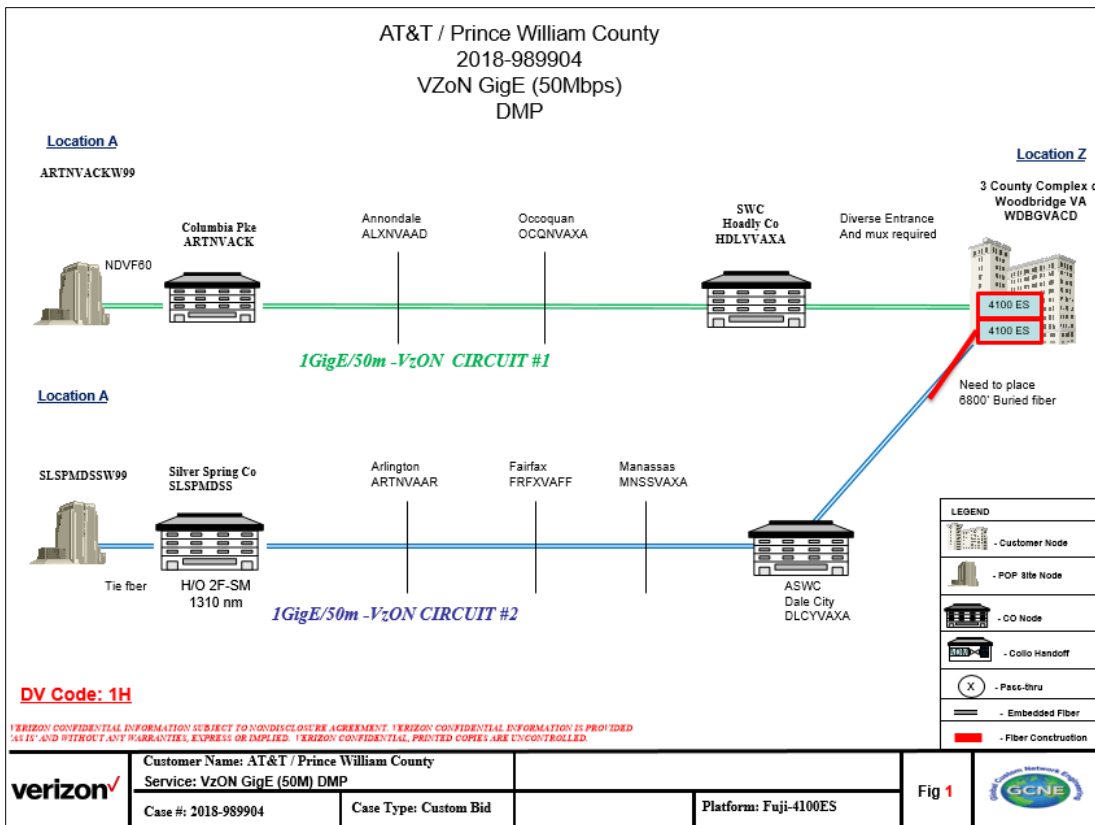 AT&T / Prince William County
2018-989904
VZoN GigE (50Mbps)
DMP
Location A
ARTNVACKW99
NDVF60
Columbia Pke
ARTNVACK
Annondale
ALXNVAAD
Occoquan
OCQNVAXA
SWC
Hoadly Co
HDLYVAXA
Diverse Entrance
And mux required
Location Z
3 County Complex c
Woodbridge VA
WDBGVACD
4100 ES
4100 ES
1GigE/50m -VzON CIRCUIT #1
Need to place
6800' Buried fiber
Location A
SLSPMDSSW99
Tie fber
Silver Spring Co
SLSPMDSS
H/O 2F-SM
1310 nm
Arlington
ARTNVAAR
Fairfax
FRFXVAFF
Manassas
MNSSVAXA
ASWC
Dale City
DLCYVAXA
1GigE/50m -VzON CIRCUIT #2
LEGEND
- Customer Node
- POP Site Node
- CO Node
- Collo Handoff
X
- Pass-thru
- Embedded Fiber
- Fiber Construction
DV Code: 1H
VERIZON CONFIDENTIAL INFORMATION SUBJECT TO NONDISCLOSURE AGREEMENT. VERIZON CONFIDENTIAL INFORMATION IS PROVIDED
'AS IS' AND WITHOUT ANY WARRANTIES, EXPRESS OR IMPLIED. VERIZON CONFIDENTIAL, PRINTED COPIES ARE UNCONTROLLED.
verizon
Customer Name: AT&T / Prince William County
Service: VzON GigE (50M) DMP
Case #: 2018-989904
Case Type: Custom Bid
Platform: Fuji-4100ES
Fig 1
Global Custom Network Engineering
GCNE